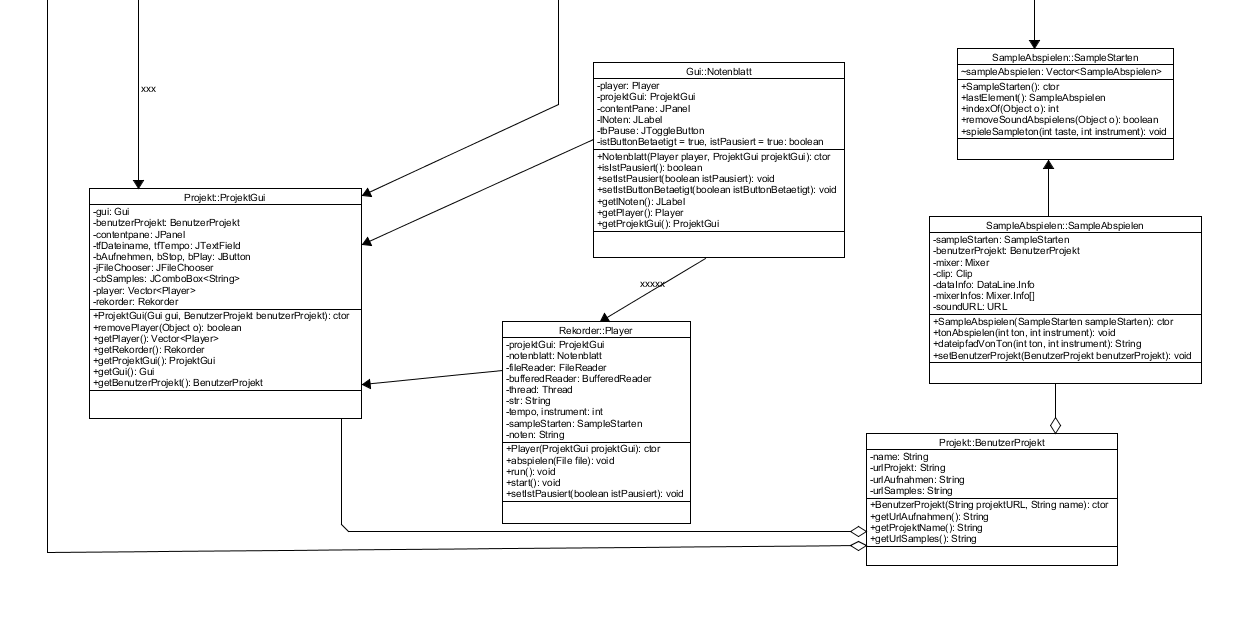 xxx
Projekt::ProjektGui
-gui: Gui
-benutzerProjekt: BenutzerProjekt
-contentpane: JPanel
-tfDateiname, tfTempo: JTextField
-bAufnehmen, bStop, bPlay: JButton
-jFileChooser: JFileChooser
-cbSamples: JComboBox<String>
-player: Vector<Player>
-rekorder: Rekorder
+ProjektGui(Gui gui, BenutzerProjekt benutzerProjekt): ctor
+removePlayer(Object o): boolean
+getPlayer(): Vector<Player>
+getRekorder(): Rekorder
+getProjektGui(): ProjektGui
+getGui(): Gui
+getBenutzerProjekt(): BenutzerProjekt
Gui::Notenblatt
-player: Player
-projektGui: ProjektGui
-contentPane: JPanel
-lNoten: JLabel
-tbPause: JToggleButton
-istButtonBetaetigt = true, istPausiert = true: boolean
+Notenblatt(Player player, ProjektGui projektGui): ctor
+isIstPausiert(): boolean
+setIstPausiert(boolean istPausiert): void
+setIstButtonBetaetigt(boolean istButtonBetaetigt): void
+getlNoten(): JLabel
+getPlayer(): Player
+getProjektGui(): ProjektGui
xxxxx
Rekorder::Player
-projektGui: ProjektGui
-notenblatt: Notenblatt
-fileReader: FileReader
-bufferedReader: BufferedReader
-thread: Thread
-str: String
-tempo, instrument: int
-sampleStarten: SampleStarten
-noten: String
+Player(ProjektGui projektGui): ctor
+abspielen(File file): void
+run(): void
+start(): void
+setIstPausiert(boolean istPausiert): void
SampleAbspielen::SampleStarten
~sampleAbspielen: Vector<SampleAbspielen>
+SampleStarten(): ctor
+lastElement(): SampleAbspielen
+indexOf(Object o): int
+removeSoundAbspielens(Object o): boolean
+spieleSampleton(int taste, int instrument): void
SampleAbspielen::SampleAbspielen
-sampleStarten: SampleStarten
-benutzerProjekt: BenutzerProjekt
-mixer: Mixer
-clip: Clip
-dataInfo: DataLine.Info
-mixerInfos: Mixer.Info[]
-soundURL: URL
+SampleAbspielen(SampleStarten sampleStarten): ctor
+tonAbspielen(int ton, int instrument): void
+dateipfadVonTon(int ton, int instrument): String
+setBenutzerProjekt(BenutzerProjekt benutzerProjekt): void
Projekt::BenutzerProjekt
-name: String
-urlProjekt: String
-urlAufnahmen: String
-urlSamples: String
+BenutzerProjekt(String projektURL, String name): ctor
+getUrlAufnahmen(): String
+getProjektName(): String
+getUrlSamples(): String